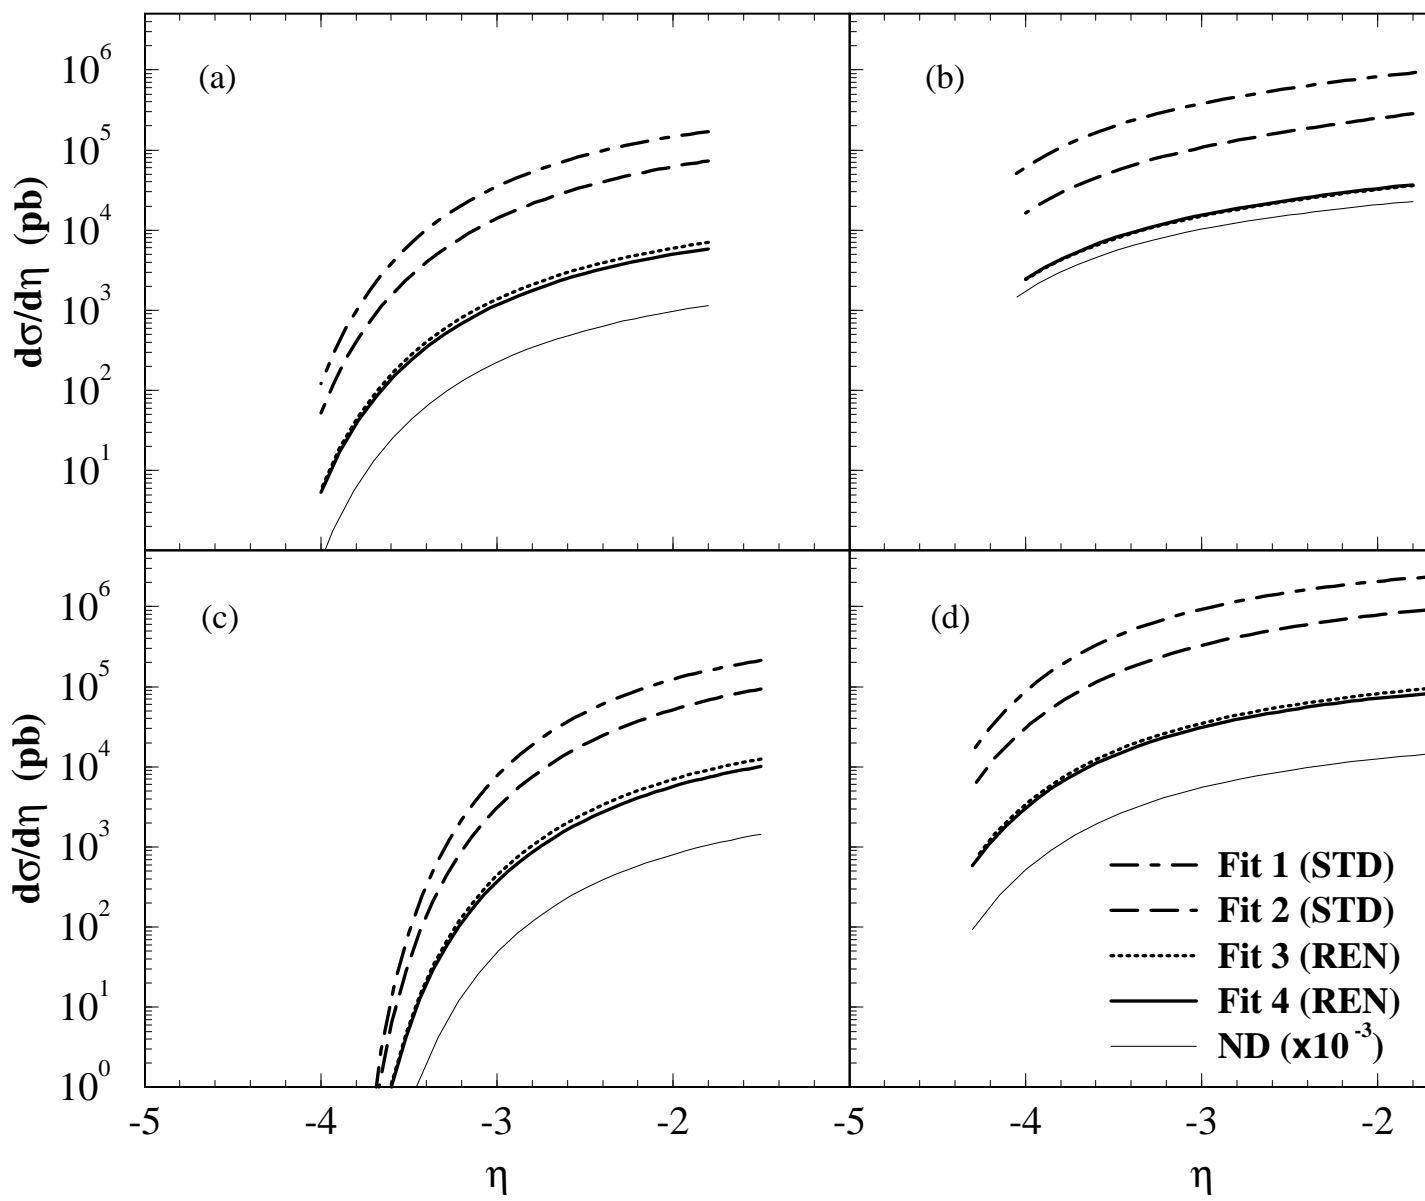 (a)
(b)
10^6
10^5
10^4
10^3
10^2
10^1
dσ/dη (pb)
(c)
(d)
10^6
10^5
10^4
10^3
10^2
10^1
10^0
dσ/dη (pb)
Fit 1 (STD)
Fit 2 (STD)
Fit 3 (REN)
Fit 4 (REN)
ND (x10^-3)
-5 -4 -3 -2 -5 -4 -3 -2
η η